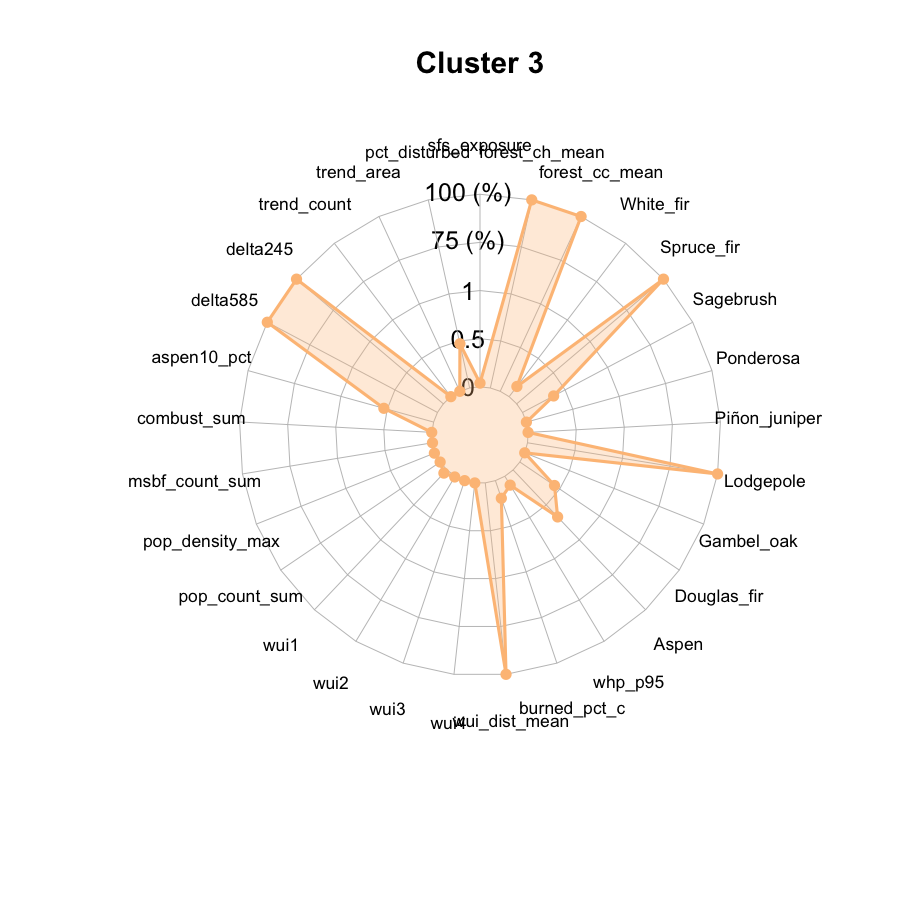 Cluster 3
sfs_exposure
pct_disturbed
forest_ch_mean
trend_area
forest_cc_mean
100 (%)
trend_count
White_fir
75 (%)
delta245
Spruce_fir
1
delta585
Sagebrush
0.5
aspen10_pct
Ponderosa
0
combust_sum
Piñon_juniper
msbf_count_sum
Lodgepole
pop_density_max
Gambel_oak
pop_count_sum
Douglas_fir
wui1
Aspen
wui2
whp_p95
wui3
burned_pct_c
wui4
wui_dist_mean